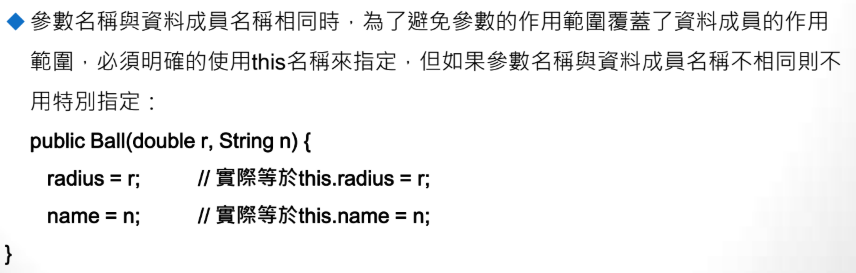 ◆ 參數名稱與資料成員名稱相同時，為了避免參數的作用範圍覆蓋了資料成員的作用
範圍，必須明確的使用this名稱來指定，但如果參數名稱與資料成員名稱不相同則不
用特別指定：
public Ball(double r, String n) {
radius = r; // 實際等於this.radius = r;
name = n; // 實際等於this.name = n;
}